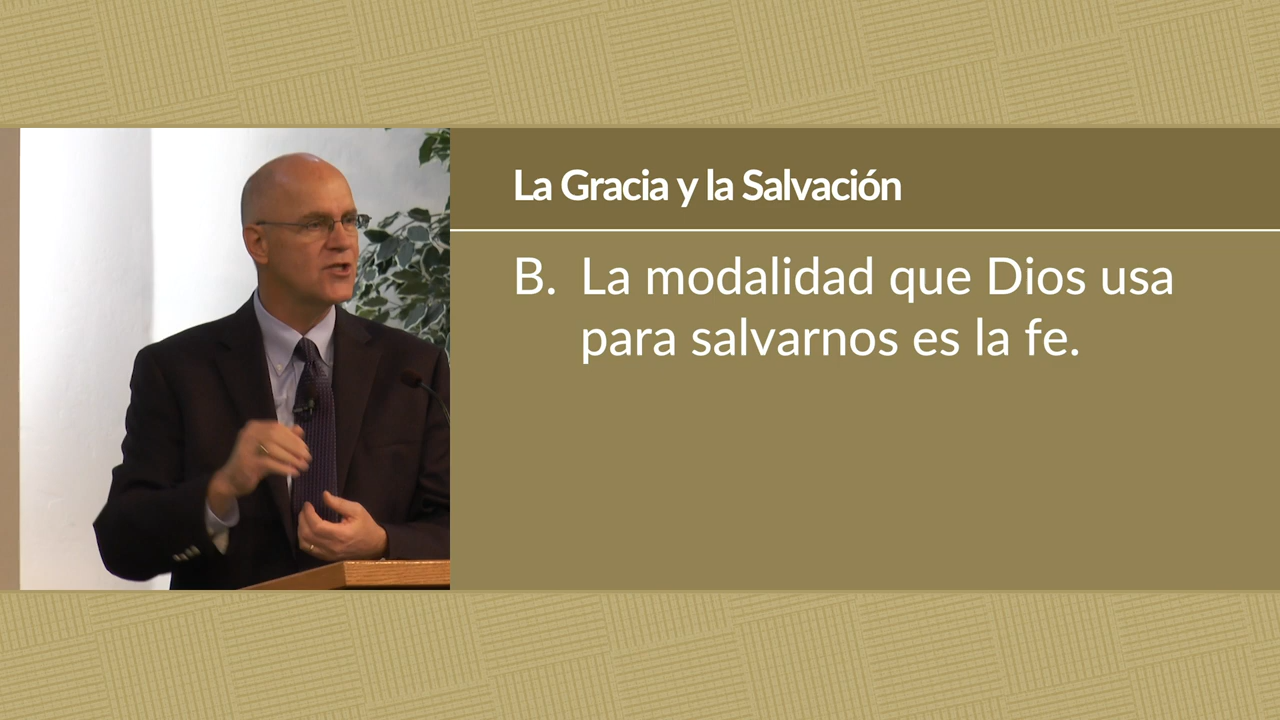 La Gracia y la Salvación
B. La modalidad que Dios usa
para salvarnos es la fe.